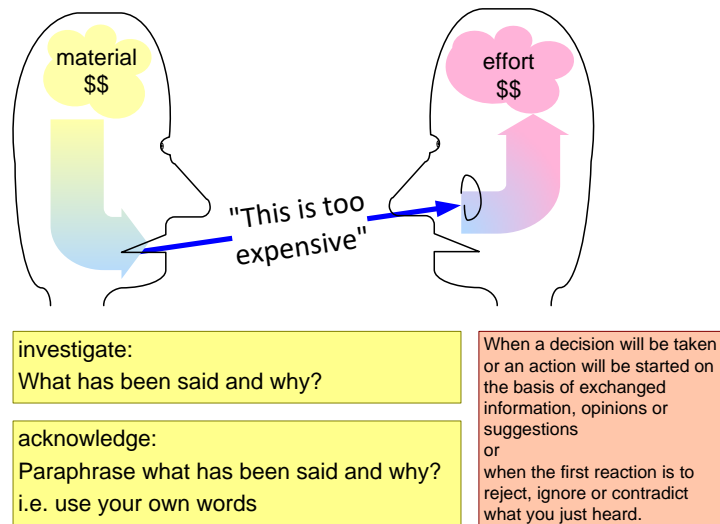 material
$$
effort
$$
"This is too
expensive"
investigate:
What has been said and why?
acknowledge:
Paraphrase what has been said and why?
i.e. use your own words
When a decision will be taken
or an action will be started on
the basis of exchanged
information, opinions or
suggestions
or
when the first reaction is to
reject, ignore or contradict
what you just heard.